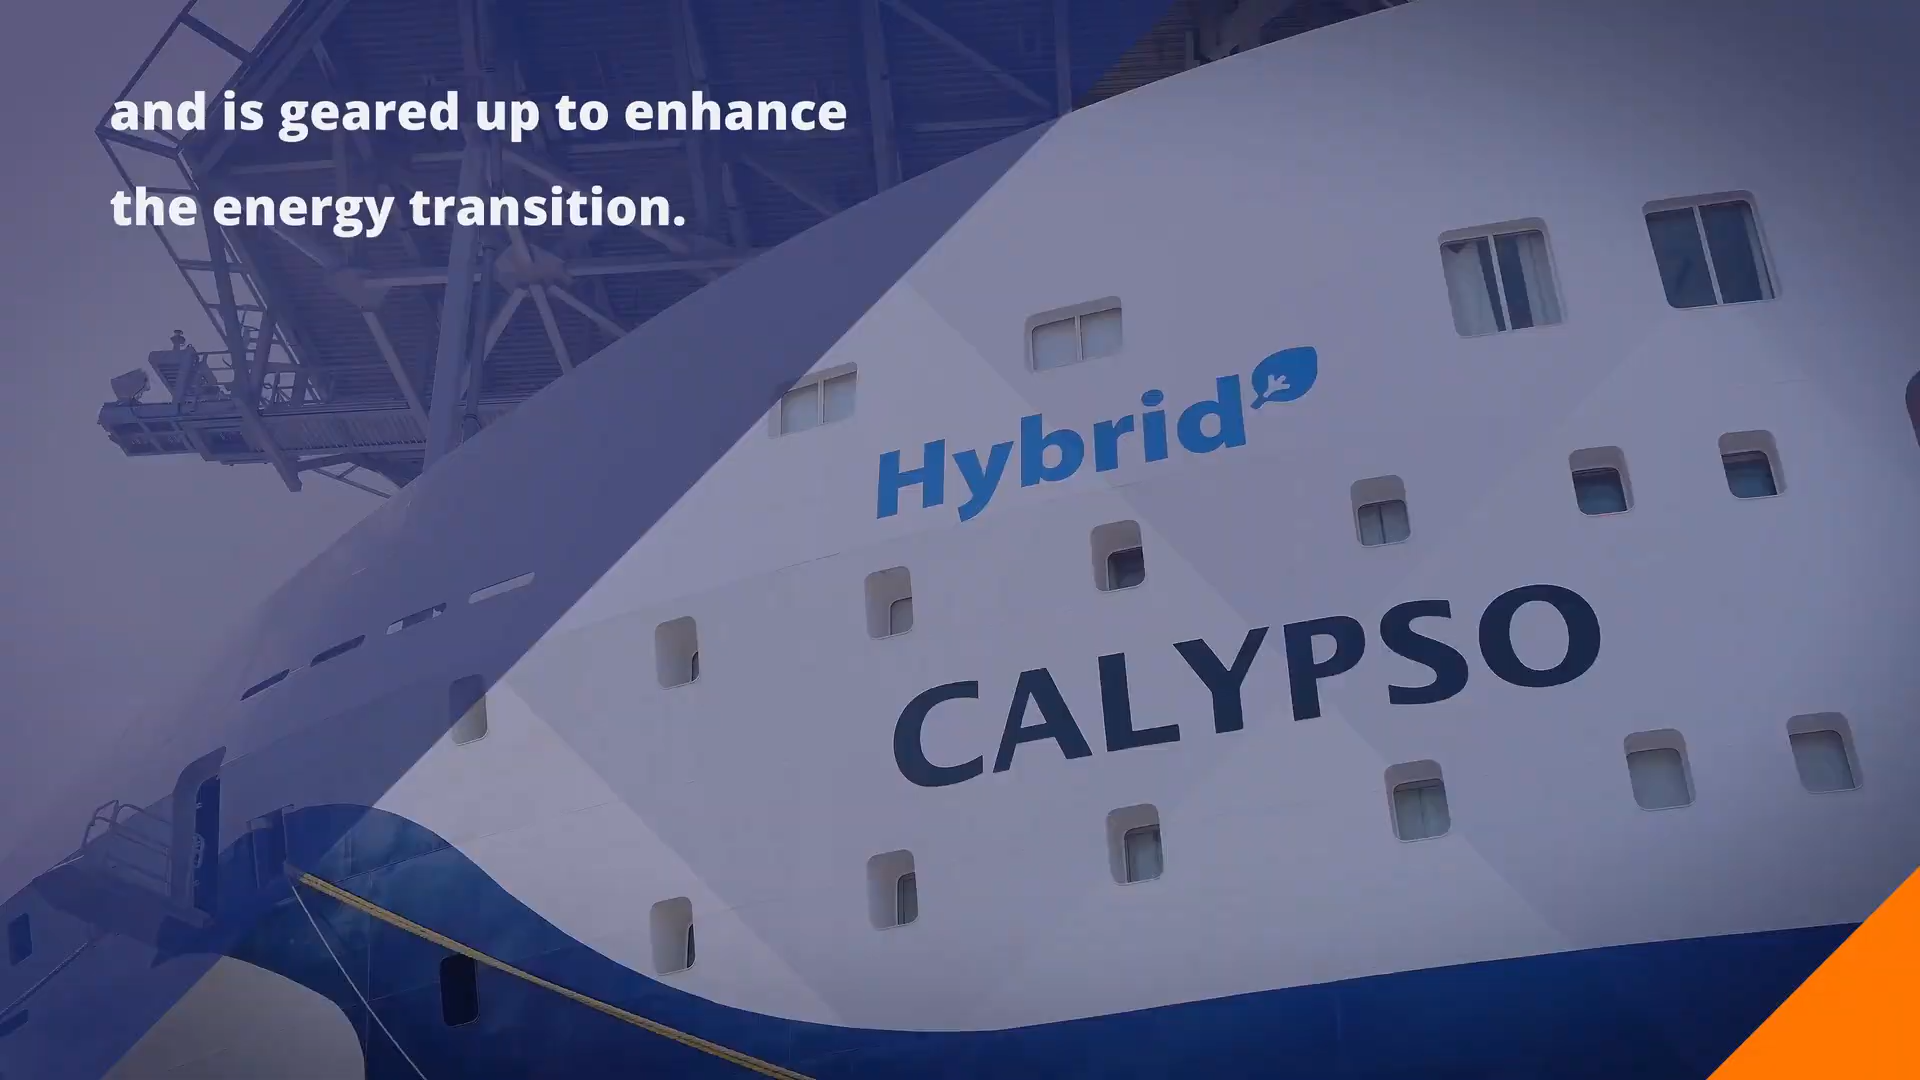 and is geared up to enhance
the energy transition.
Hybrid
CALYPSO